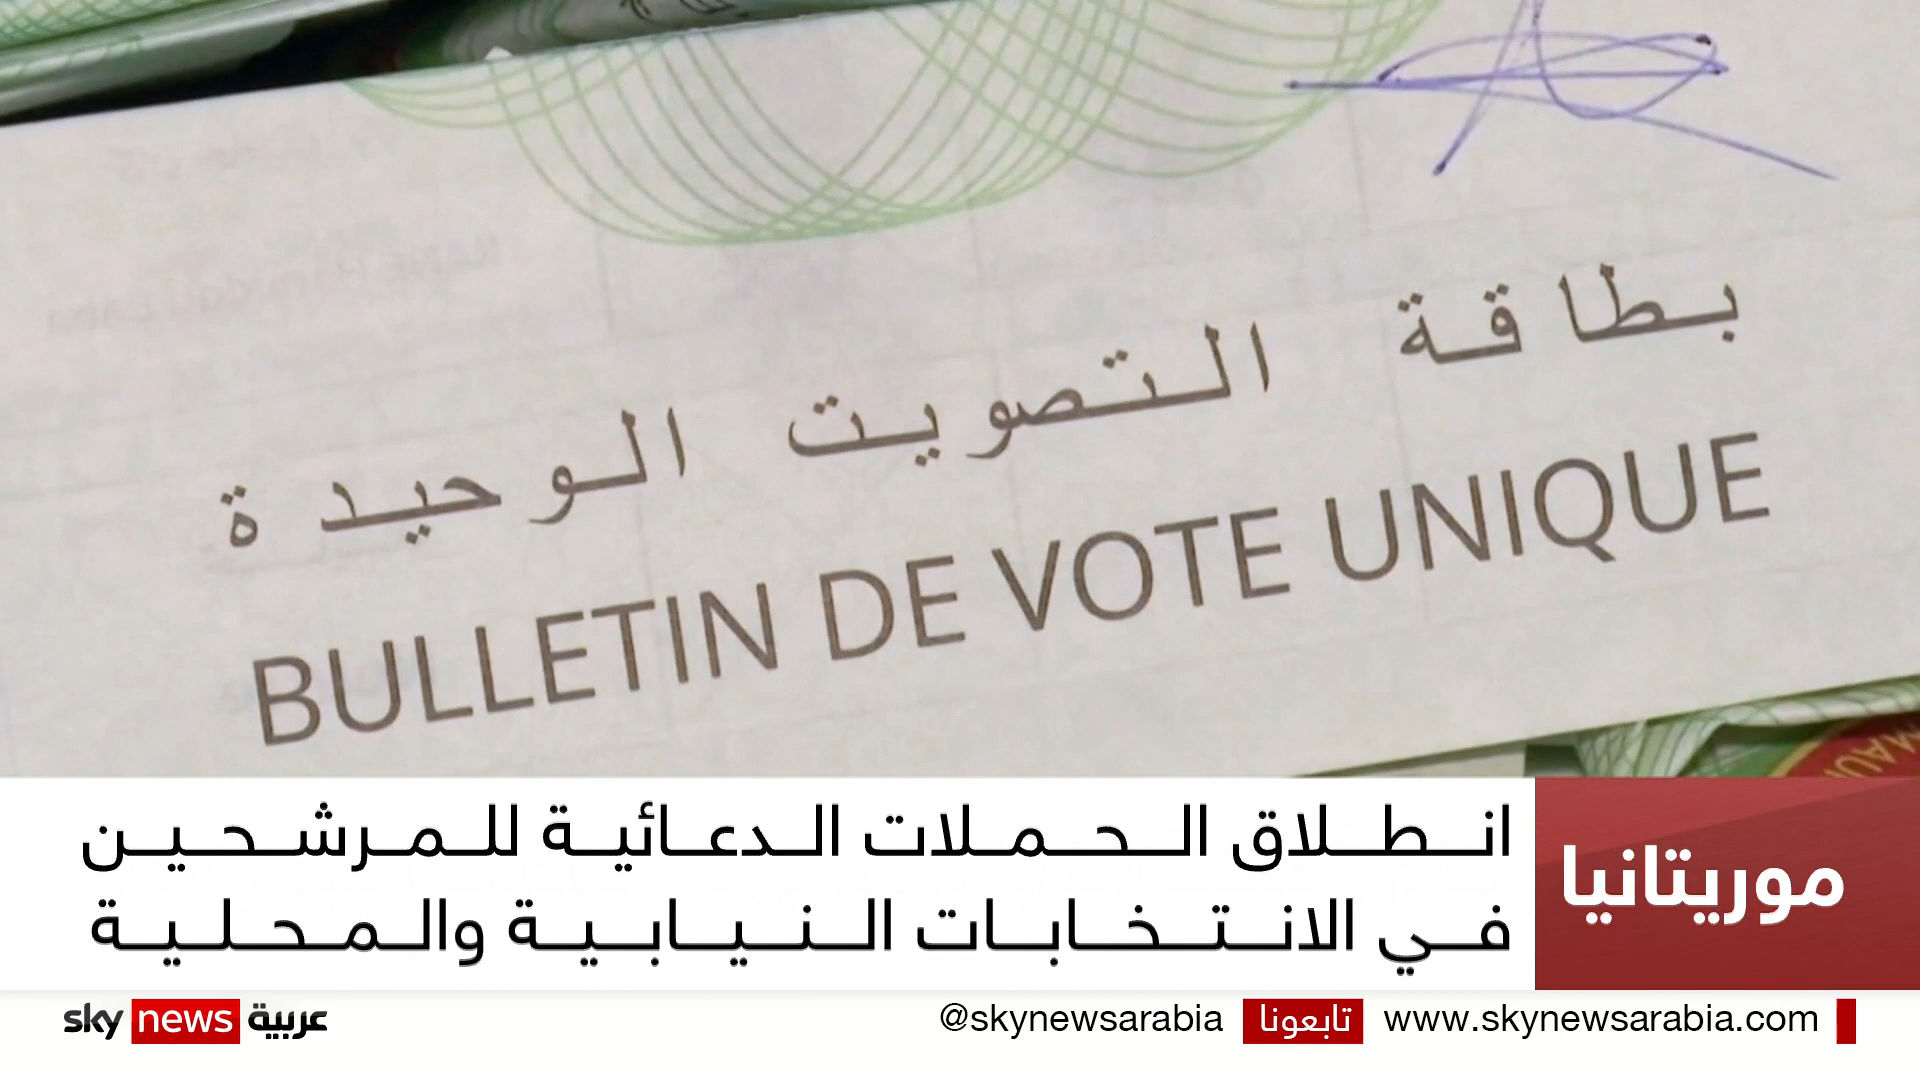 بطاقة التصويت الوحيدة
BULLETIN DE VOTE UNIQUE
موريتانيا
انطلاق الحملات الدعائية للمرشحين
في الانتخابات النيابية والمحلية
sky news عربية
@skynewsarabia تابعونا www.skynewsarabia.com